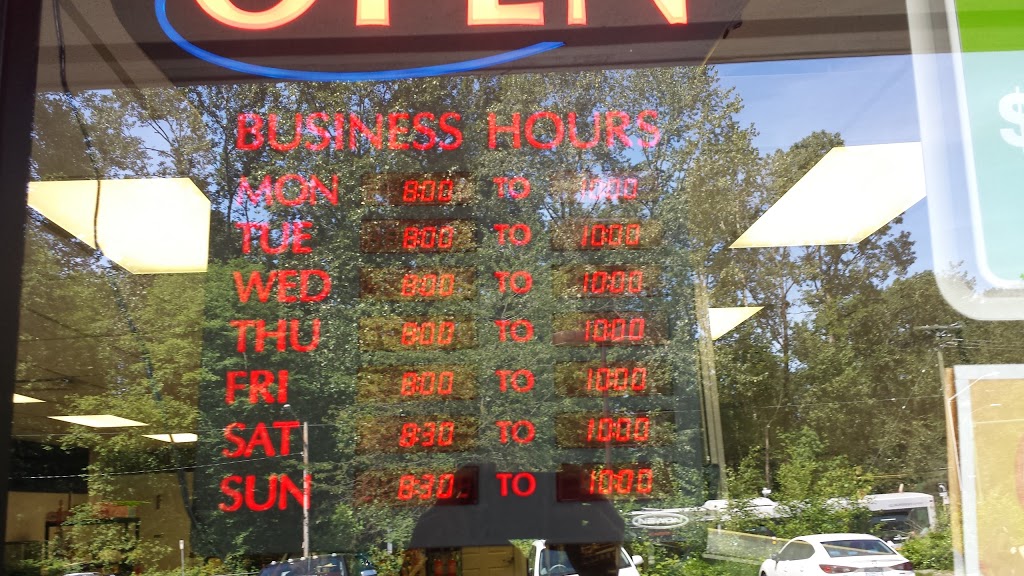 OPEN
$
BUSINESS HOURS
MON 8:00 TO 10:00
TUE 8:00 TO 10:00
WED 8:00 TO 10:00
THU 8:00 TO 10:00
FRI 8:00 TO 10:00
SAT 8:30 TO 10:00
SUN 8:30 TO 10:00